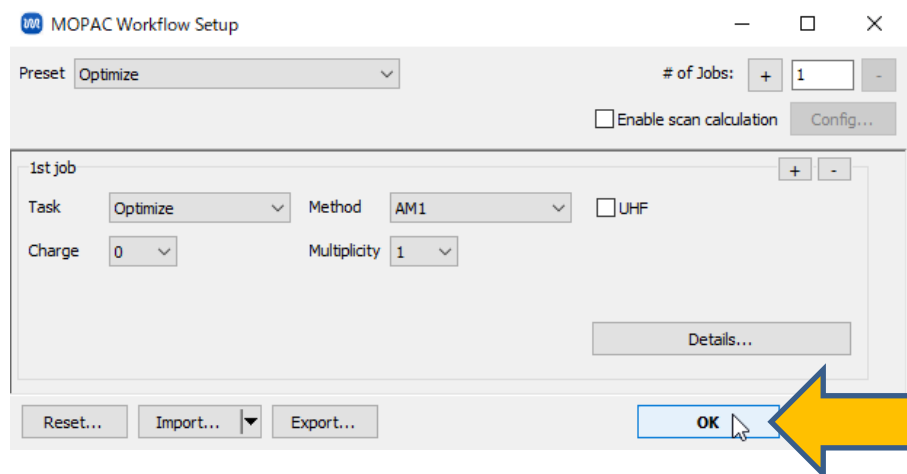 MOPAC Workflow Setup
Preset Optimize # of Jobs: + 1 -
Enable scan calculation Config...
1st job + -
Task Optimize Method AM1 UHF
Charge 0 Multiplicity 1
Details...
Reset... Import... Export... OK